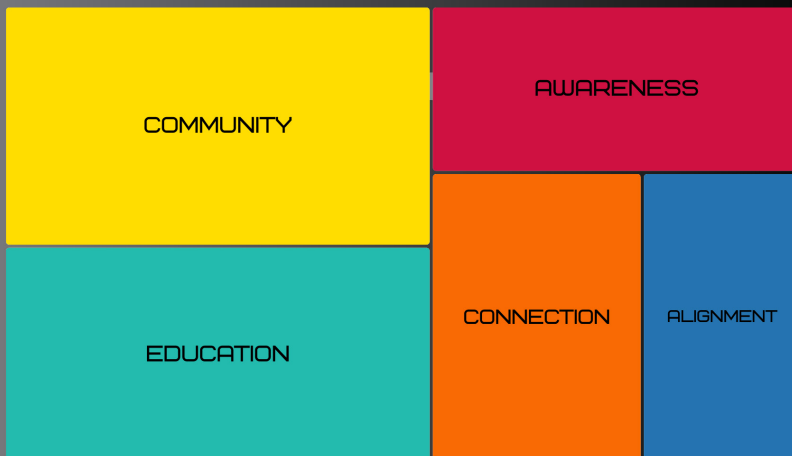 COMMUNITY
AWARENESS
EDUCATION
CONNECTION
ALIGNMENT